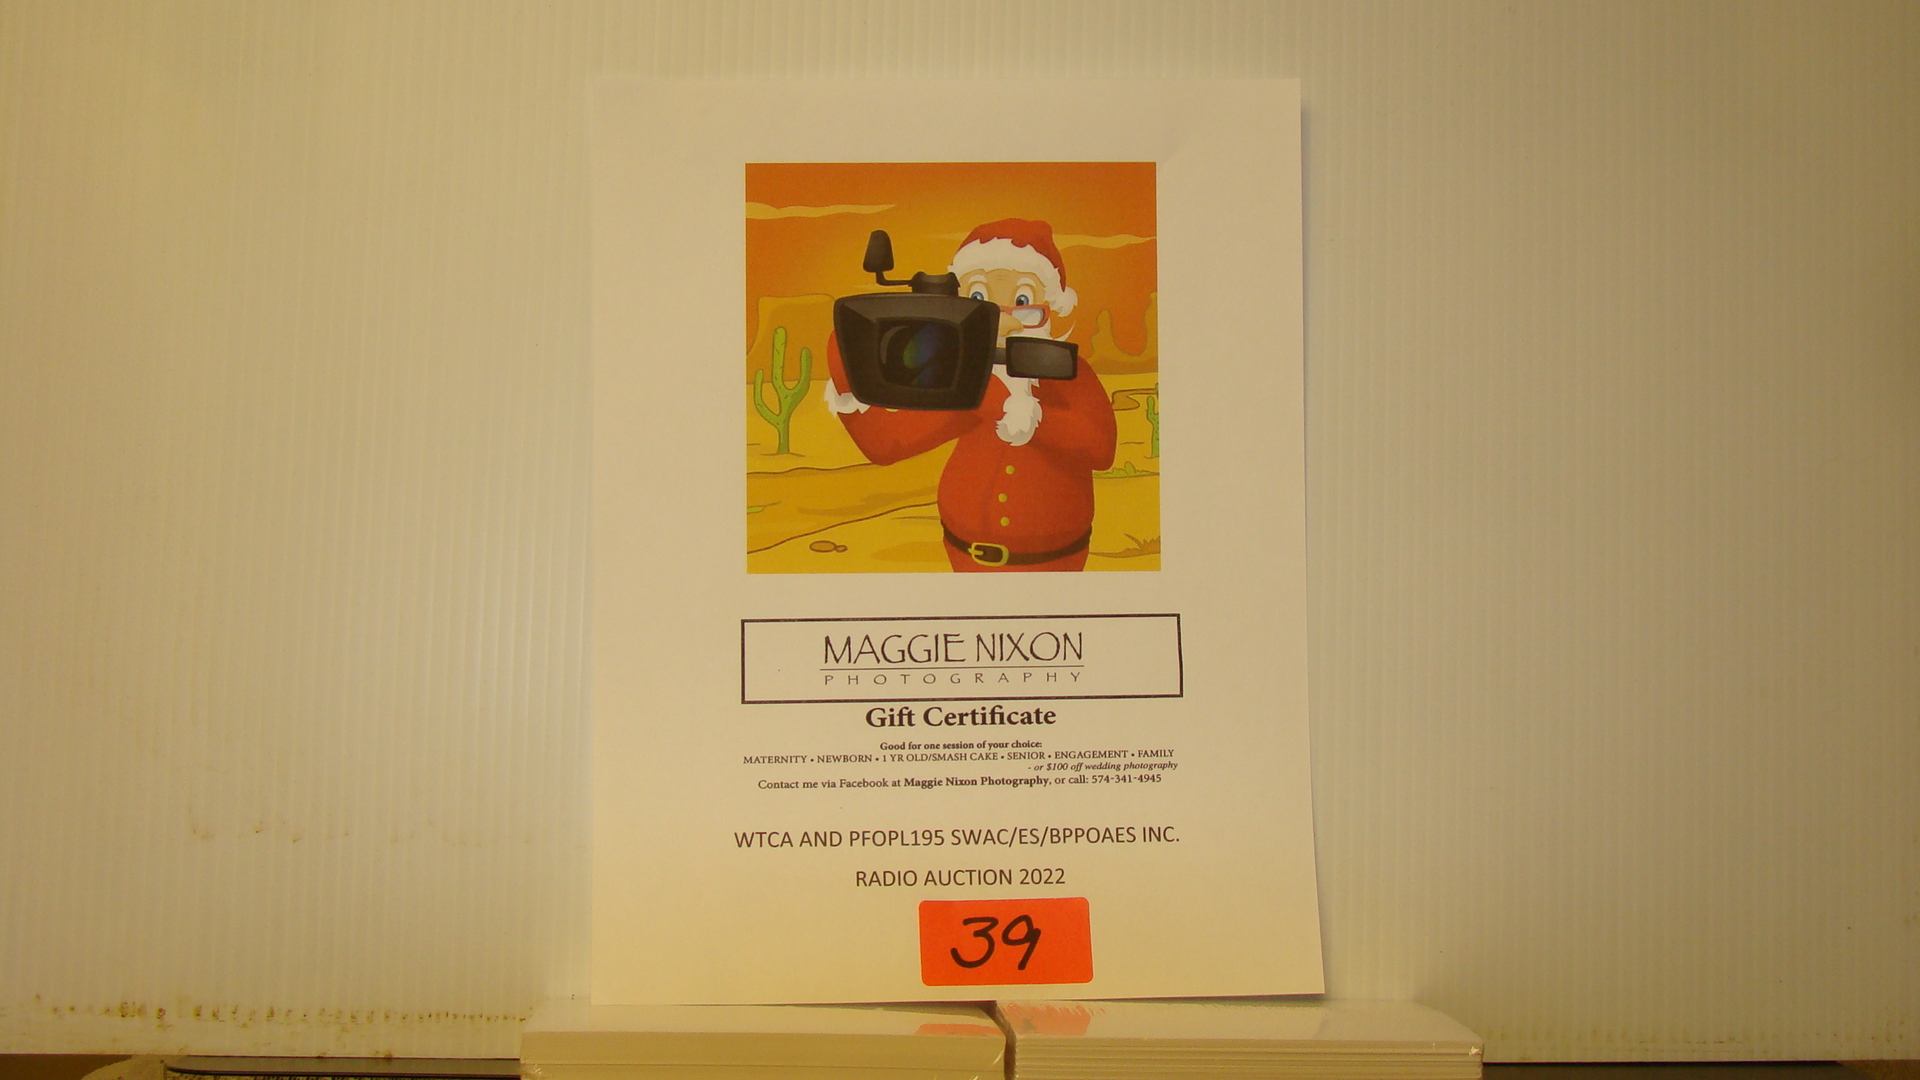 MAGGIE NIXON
PHOTOGRAPHY
Gift Certificate
Good for one session of your choice:
MATERNITY • NEWBORN • 1 YR OLD/SMASH CAKE • SENIOR • ENGAGEMENT • FAMILY
- or $100 off wedding photography
Contact me via Facebook at Maggie Nixon Photography, or call: 574-341-4945
WTCA AND PFOPL195 SWAC/ES/BPPOAES INC.
RADIO AUCTION 2022
39